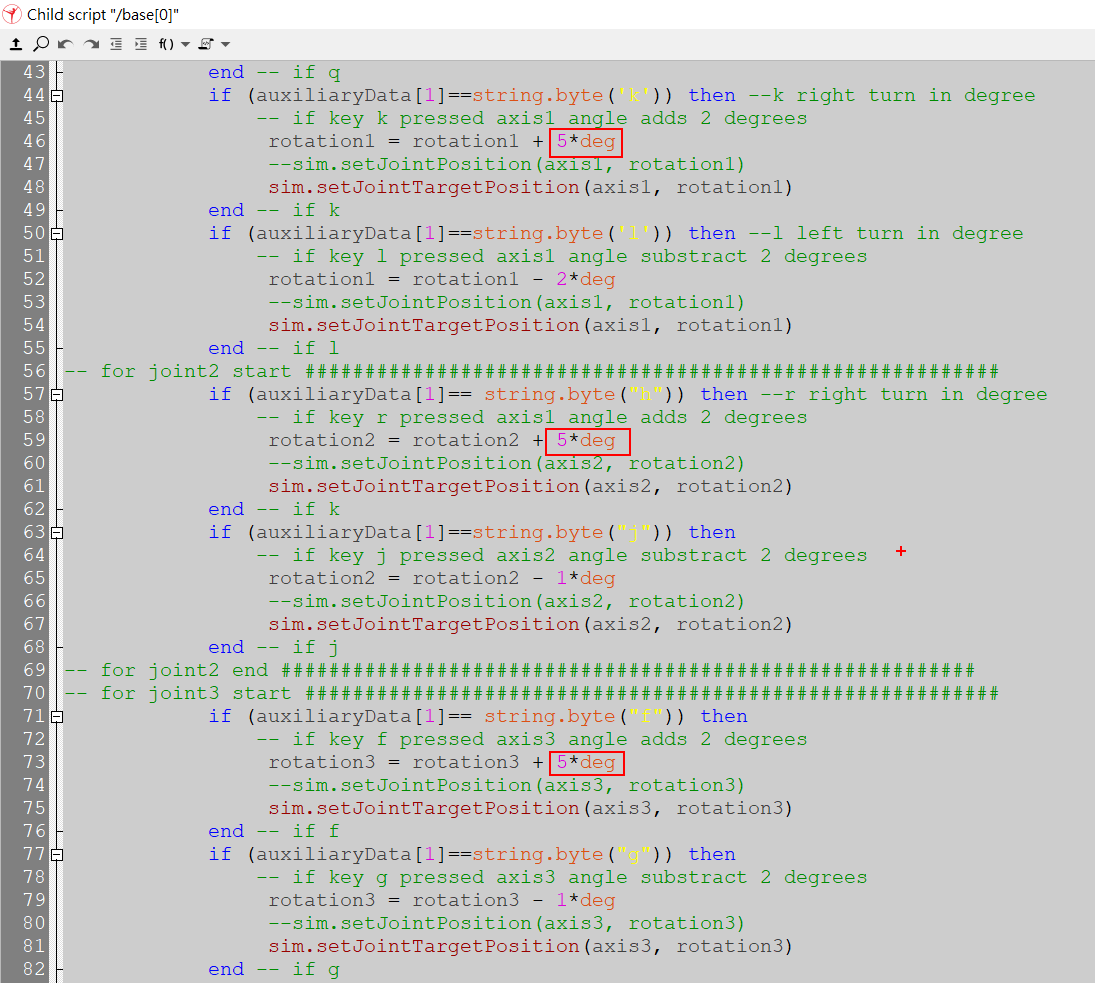 Child script "/base[0]"
f()
43 end -- if q
44 if (auxiliaryData[1]==string.byte('k')) then --k right turn in degree
45 -- if key k pressed axis1 angle adds 2 degrees
46 rotation1 = rotation1 + 5*deg
47 --sim.setJointPosition(axis1, rotation1)
48 sim.setJointTargetPosition(axis1, rotation1)
49 end -- if k
50 if (auxiliaryData[1]==string.byte('l')) then --l left turn in degree
51 -- if key l pressed axis1 angle substract 2 degrees
52 rotation1 = rotation1 - 2*deg
53 --sim.setJointPosition(axis1, rotation1)
54 sim.setJointTargetPosition(axis1, rotation1)
55 end -- if l
56 -- for joint2 start ##########################################################
57 if (auxiliaryData[1]== string.byte("h")) then --r right turn in degree
58 -- if key r pressed axis1 angle adds 2 degrees
59 rotation2 = rotation2 + 5*deg
60 --sim.setJointPosition(axis2, rotation2)
61 sim.setJointTargetPosition(axis2, rotation2)
62 end -- if k
63 if (auxiliaryData[1]==string.byte("j")) then
64 -- if key j pressed axis2 angle substract 2 degrees
65 rotation2 = rotation2 - 1*deg
66 --sim.setJointPosition(axis2, rotation2)
67 sim.setJointTargetPosition(axis2, rotation2)
68 end -- if j
69 -- for joint2 end ##########################################################
70 -- for joint3 start ##########################################################
71 if (auxiliaryData[1]== string.byte("f")) then
72 -- if key f pressed axis3 angle adds 2 degrees
73 rotation3 = rotation3 + 5*deg
74 --sim.setJointPosition(axis3, rotation3)
75 sim.setJointTargetPosition(axis3, rotation3)
76 end -- if f
77 if (auxiliaryData[1]==string.byte("g")) then
78 -- if key g pressed axis3 angle substract 2 degrees
79 rotation3 = rotation3 - 1*deg
80 --sim.setJointPosition(axis3, rotation3)
81 sim.setJointTargetPosition(axis3, rotation3)
82 end -- if g